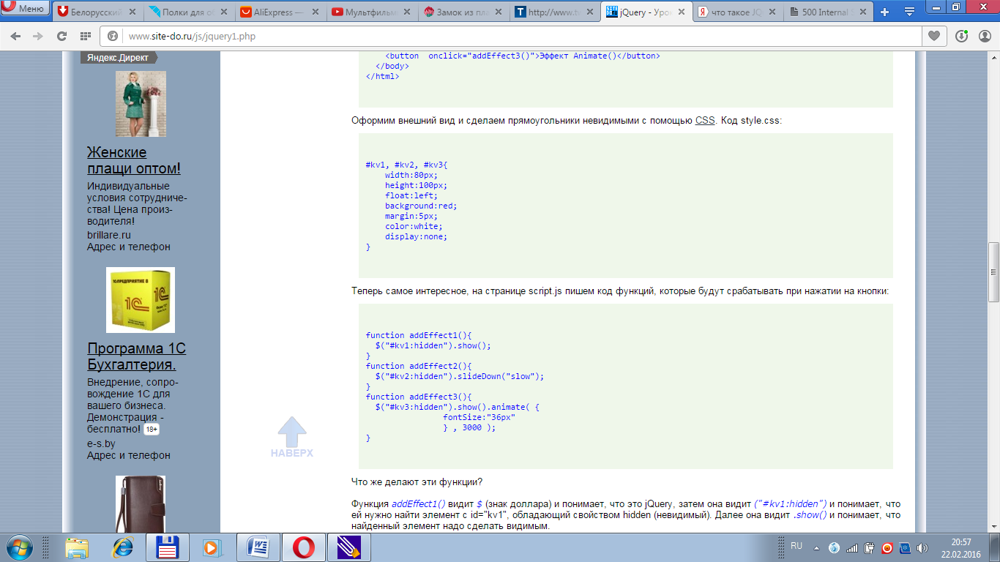 Меню
Белорусский
Полки для об
AliExpress —
Мультфильмы
Замок из пла
http://www.tw
jQuery - Уро
что такое JQ
500 Internal S
www.site-do.ru/js/jquery1.php
Яндекс.Директ
Женские
плащи оптом!
Индивидуальные
условия сотрудниче-
ства! Цена произ-
водителя!
brillare.ru
Адрес и телефон
1С:ПРЕДПРИЯТИЕ 8
1С
1С
Программа 1С
Бухгалтерия.
Внедрение, сопро-
вождение 1С для
вашего бизнеса.
Демонстрация -
бесплатно! 18+
e-s.by
Адрес и телефон
НАВЕРХ
<button  onclick="addEffect3()">Эффект Animate()</button>
</body>
</html>
Оформим внешний вид и сделаем прямоугольники невидимыми с помощью CSS. Код style.css:
#kv1, #kv2, #kv3{
width:80px;
height:100px;
float:left;
background:red;
margin:5px;
color:white;
display:none;
}
Теперь самое интересное, на странице script.js пишем код функций, которые будут срабатывать при нажатии на кнопки:
function addEffect1(){
$("#kv1:hidden").show();
}
function addEffect2(){
$("#kv2:hidden").slideDown("slow");
}
function addEffect3(){
$("#kv3:hidden").show().animate( {
fontSize:"36px"
} , 3000 );
}
Что же делают эти функции?
Функция addEffect1() видит $ (знак доллара) и понимает, что это jQuery, затем она видит ("#kv1:hidden") и понимает, что
ей нужно найти элемент с id="kv1", обладающий свойством hidden (невидимый). Далее она видит .show() и понимает, что
найденный элемент надо сделать видимым.
RU
20:57
22.02.2016